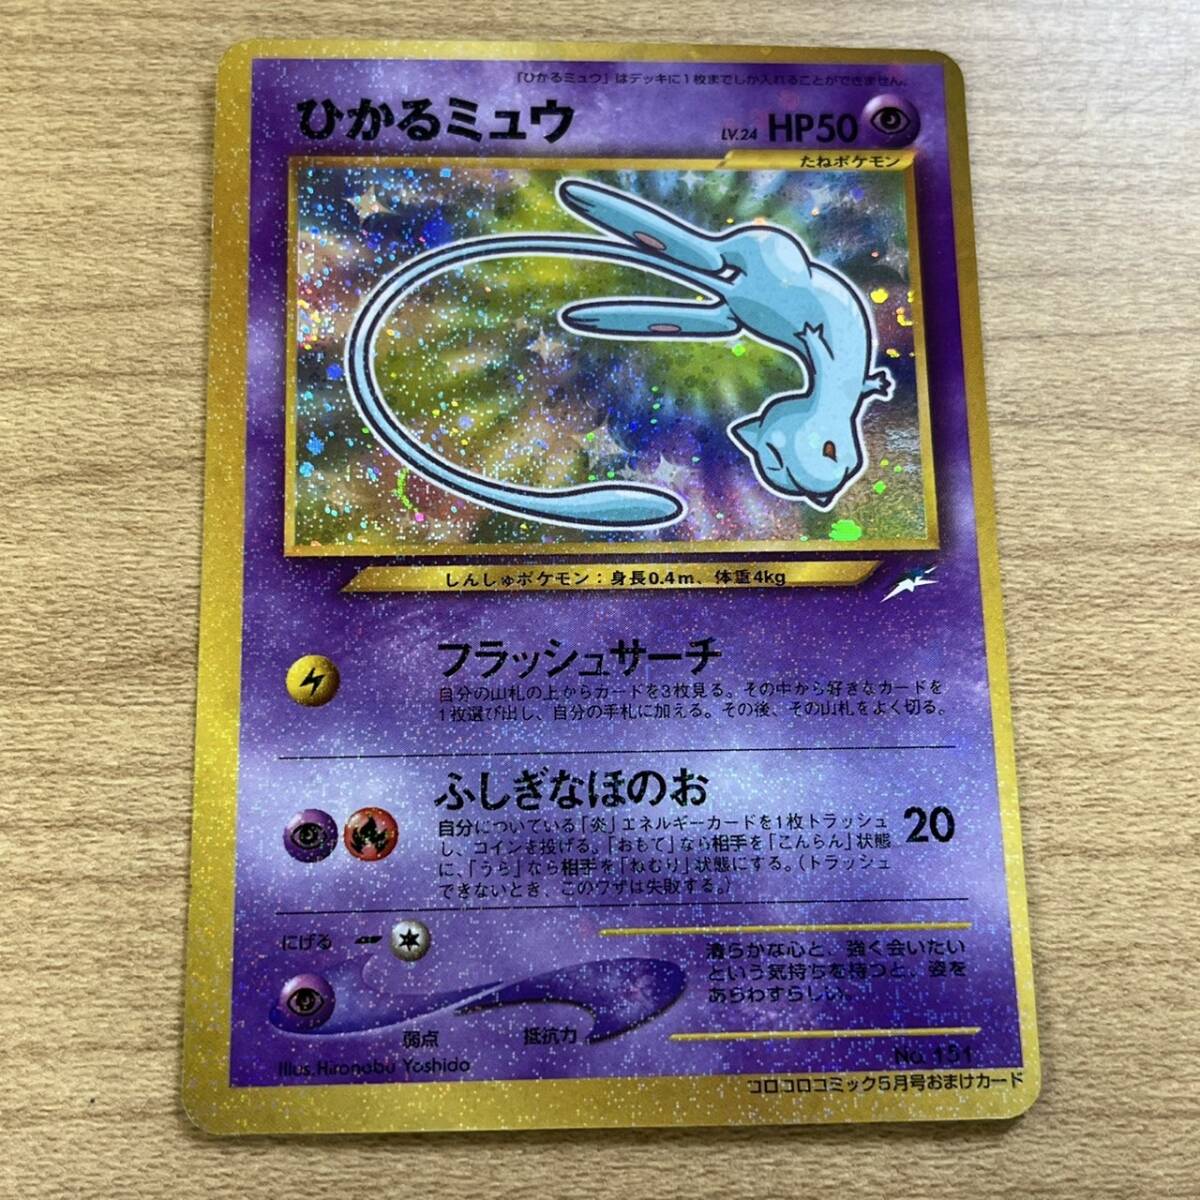 「ひかるミュウ」はデッキに1枚までしか入れることができません。
ひかるミュウ LV.24 HP50
たねポケモン
しんしゅポケモン：身長0.4m、体重4kg
フラッシュサーチ
自分の山札の上からカードを3枚見る。その中から好きなカードを
1枚選び出し、自分の手札に加える。その後、その山札をよく切る。
ふしぎなほのお 20
自分についている「炎」エネルギーカードを1枚トラッシュ
し、コインを投げる。「おもて」なら相手を「こんらん」状態
に、「うら」なら相手を「ねむり」状態にする。（トラッシュ
できないとき、このワザは失敗する。）
にげる
清らかな心と、強く会いたい
という気持ちを持つと、姿を
あらわすらしい。
弱点 抵抗力
Illus. Hironobu Yoshida
No. 151
コロコロコミック5月号おまけカード